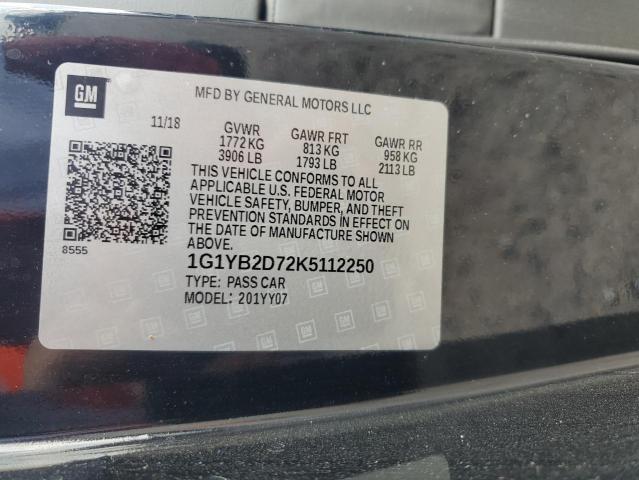 GM
MFD BY GENERAL MOTORS LLC
11/18
GVWR GAWR FRT GAWR RR
1772 KG 813 KG 958 KG
3906 LB 1793 LB 2113 LB
THIS VEHICLE CONFORMS TO ALL
APPLICABLE U.S. FEDERAL MOTOR
VEHICLE SAFETY, BUMPER, AND THEFT
PREVENTION STANDARDS IN EFFECT ON
THE DATE OF MANUFACTURE SHOWN
ABOVE.
8555
1G1YB2D72K5112250
TYPE: PASS CAR
MODEL: 201YY07